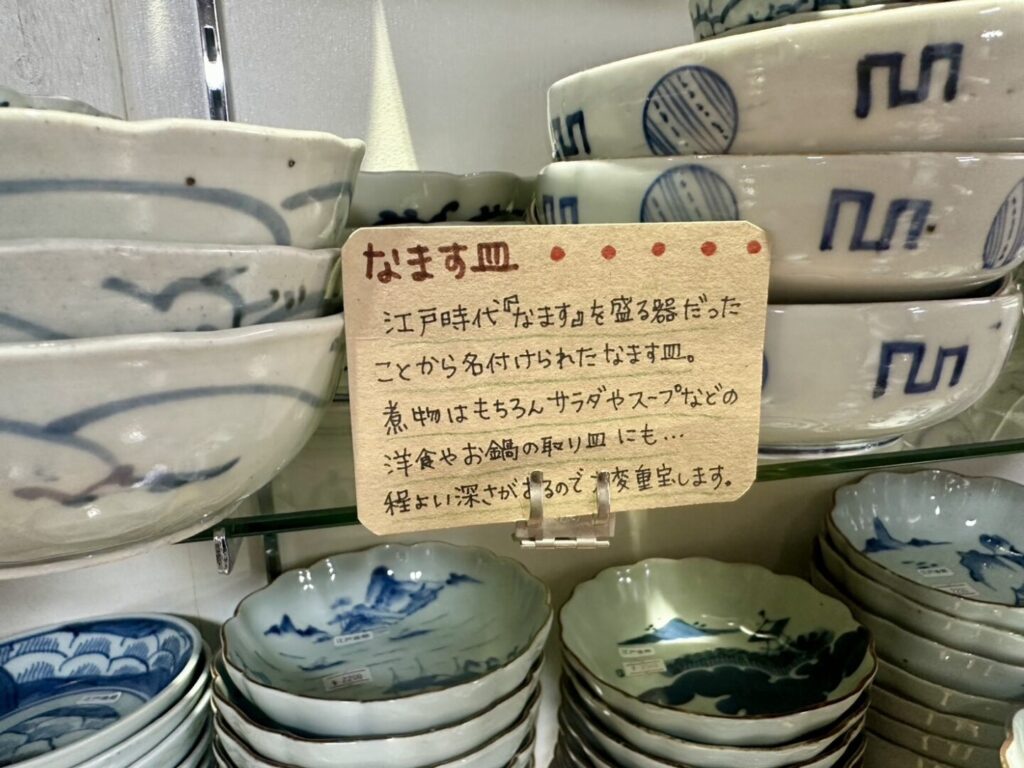 なます皿
江戸時代『なます』を盛る器だった
ことから名付けられたなます皿。
煮物はもちろんサラダやスープなどの
洋食やお鍋の取り皿にも…
程よい深さがあるので大変重宝します。
2200